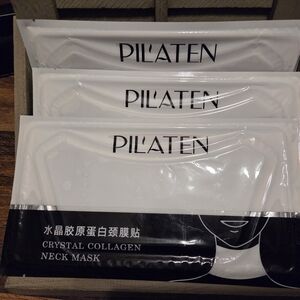 PIL'ATEN
PIL'ATEN
PIL'ATEN
水晶胶原蛋白颈膜贴
CRYSTAL COLLAGEN
NECK MASK